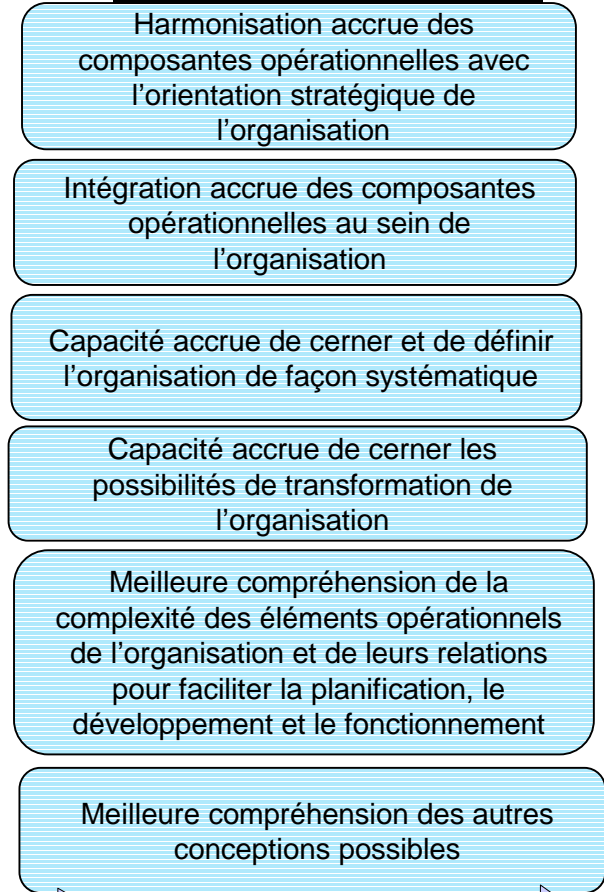 Harmonisation accrue des
composantes opérationnelles avec
l’orientation stratégique de
l’organisation
Intégration accrue des composantes
opérationnelles au sein de
l’organisation
Capacité accrue de cerner et de définir
l’organisation de façon systématique
Capacité accrue de cerner les
possibilités de transformation de
l’organisation
Meilleure compréhension de la
complexité des éléments opérationnels
de l’organisation et de leurs relations
pour faciliter la planification, le
développement et le fonctionnement
Meilleure compréhension des autres
conceptions possibles